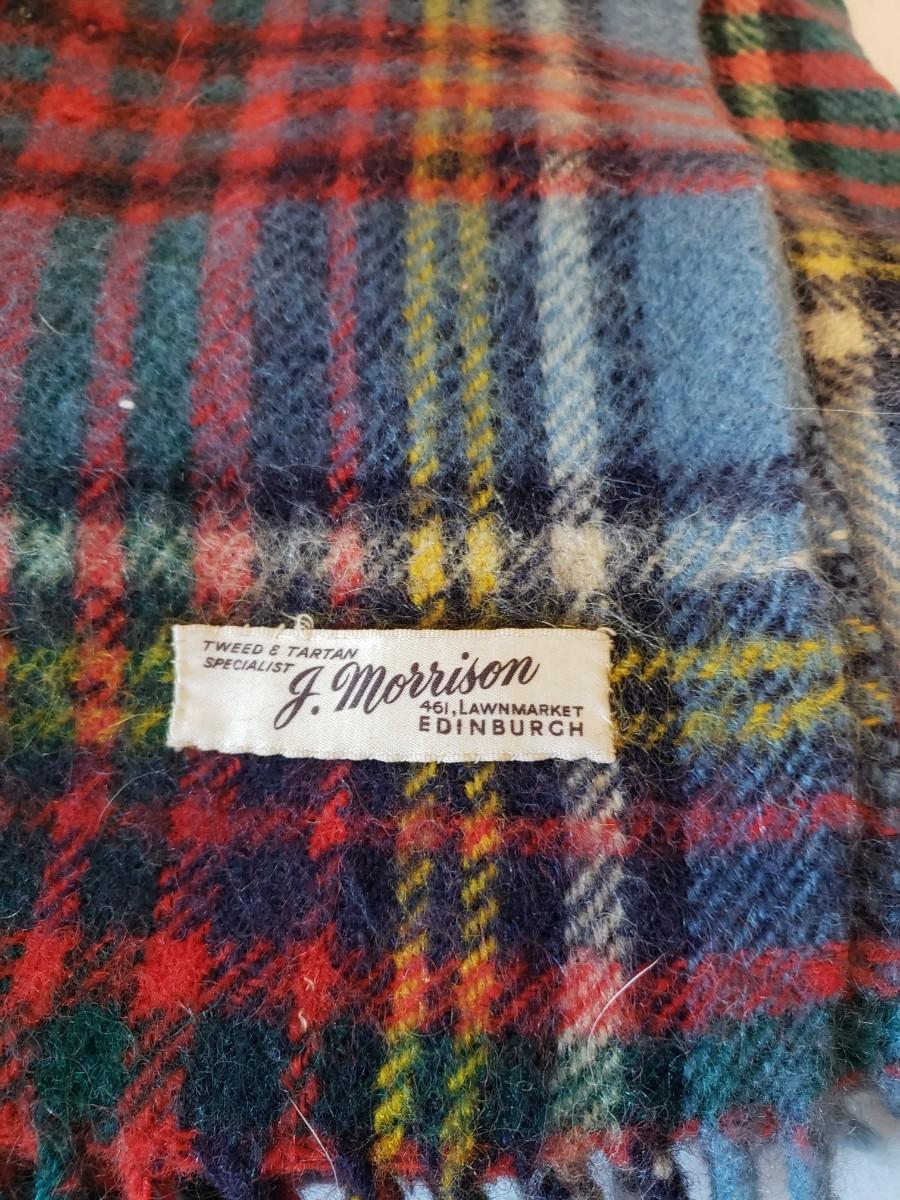 TWEED & TARTAN
SPECIALIST
J. Morrison
461, LAWNMARKET
EDINBURGH